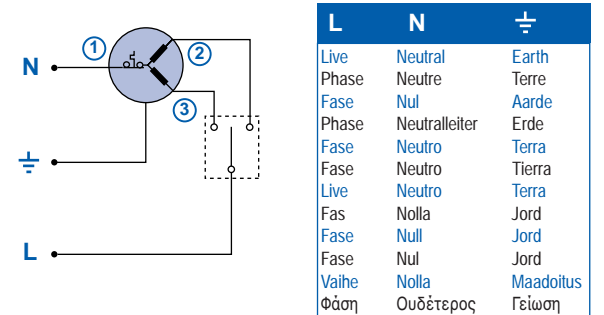 1
2
N
3
L
L N
Live Neutral Earth
Phase Neutre Terre
Fase Nul Aarde
Phase Neutralleiter Erde
Fase Neutro Terra
Fase Neutro Tierra
Live Neutro Terra
Fas Nolla Jord
Fase Null Jord
Fase Nul Jord
Vaihe Nolla Maadoitus
Φάση Ουδέτερος Γείωση